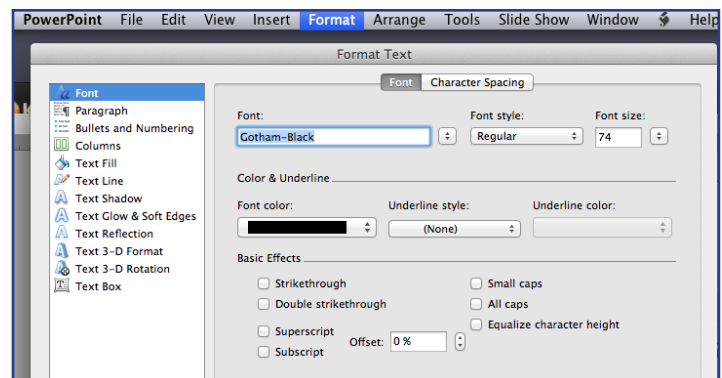 PowerPoint File Edit View Insert Format Arrange Tools Slide Show Window Help
Format Text
Font
Paragraph
Bullets and Numbering
Columns
Text Fill
Text Line
Text Shadow
Text Glow & Soft Edges
Text Reflection
Text 3-D Format
Text 3-D Rotation
Text Box
Font Character Spacing
Font: Font style: Font size:
Gotham-Black Regular 74
Color & Underline
Font color: Underline style: Underline color:
(None)
Basic Effects
Strikethrough Small caps
Double strikethrough All caps
Superscript Equalize character height
Offset: 0 %
Subscript